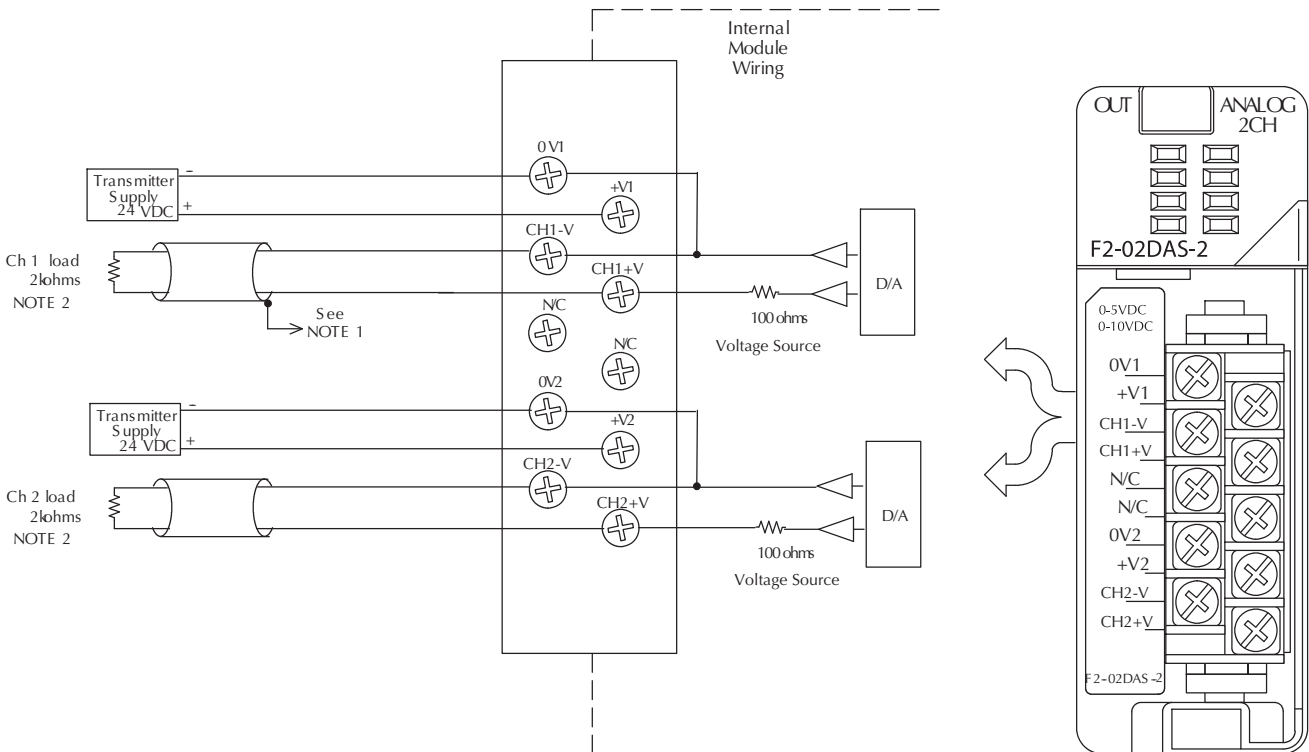 Internal
Module
Wiring
0 V1
+V1
Transmitter
Supply
24 VDC
-
+
CH1-V
CH1+V
Ch 1 load
2kohms
NOTE 2
See
NOTE 1
N/C
N/C
100 ohms
Voltage Source
D/A
0V2
+V2
Transmitter
Supply
24 VDC
-
+
CH2-V
CH2+V
Ch 2 load
2kohms
NOTE 2
100 ohms
Voltage Source
D/A
OUT
ANALOG
2CH
F2-02DAS-2
0-5VDC
0-10VDC
0V1
+V1
CH1-V
CH1+V
N/C
N/C
0V2
+V2
CH2-V
CH2+V
F2-02DAS-2